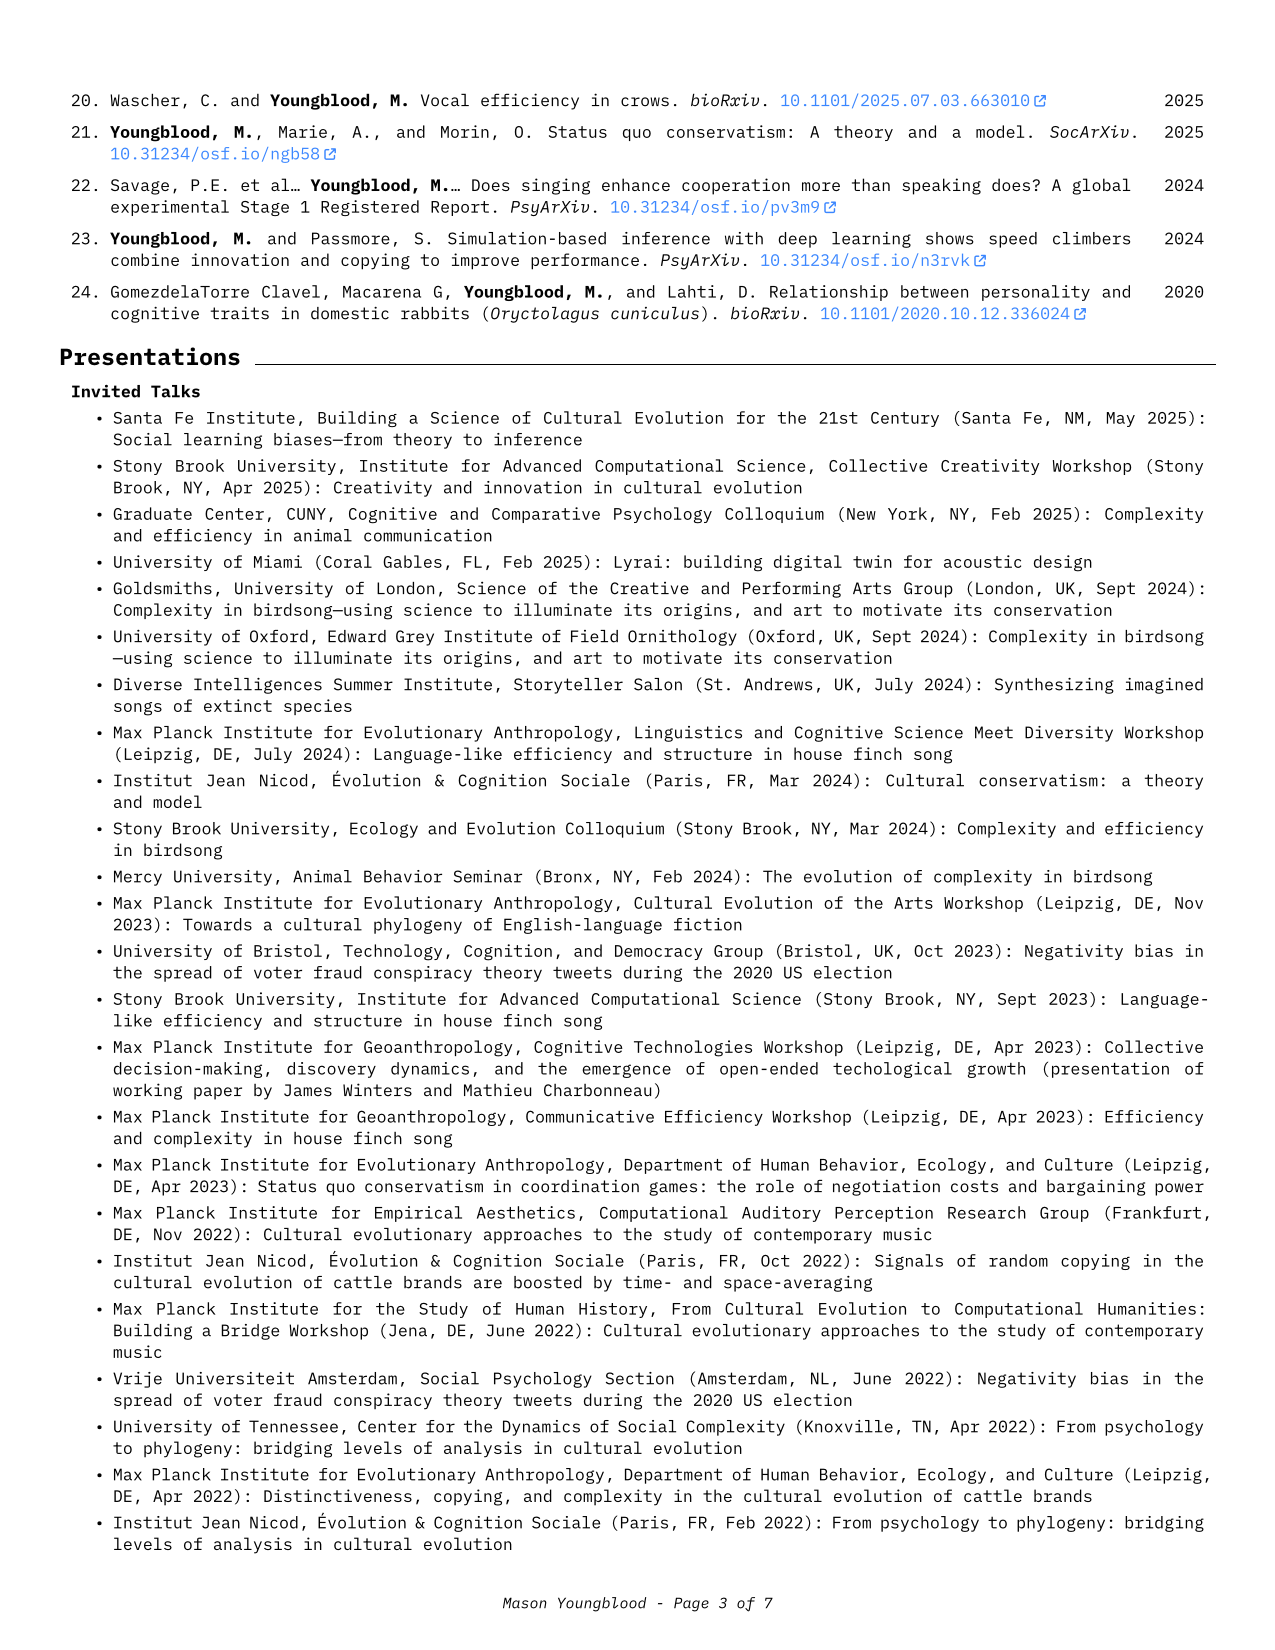 20. Wascher, C. and Youngblood, M. Vocal efficiency in crows. bioRxiv. 10.1101/2025.07.03.663010 2025
21. Youngblood, M., Marie, A., and Morin, O. Status quo conservatism: A theory and a model. SocArXiv. 2025
10.31234/osf.io/ngb58
22. Savage, P.E. et al… Youngblood, M.… Does singing enhance cooperation more than speaking does? A global 2024
experimental Stage 1 Registered Report. PsyArXiv. 10.31234/osf.io/pv3m9
23. Youngblood, M. and Passmore, S. Simulation-based inference with deep learning shows speed climbers 2024
combine innovation and copying to improve performance. PsyArXiv. 10.31234/osf.io/n3rvk
24. GomezdelaTorre Clavel, Macarena G, Youngblood, M., and Lahti, D. Relationship between personality and 2020
cognitive traits in domestic rabbits (Oryctolagus cuniculus). bioRxiv. 10.1101/2020.10.12.336024
Presentations
Invited Talks
• Santa Fe Institute, Building a Science of Cultural Evolution for the 21st Century (Santa Fe, NM, May 2025):
Social learning biases—from theory to inference
• Stony Brook University, Institute for Advanced Computational Science, Collective Creativity Workshop (Stony
Brook, NY, Apr 2025): Creativity and innovation in cultural evolution
• Graduate Center, CUNY, Cognitive and Comparative Psychology Colloquium (New York, NY, Feb 2025): Complexity
and efficiency in animal communication
• University of Miami (Coral Gables, FL, Feb 2025): Lyrai: building digital twin for acoustic design
• Goldsmiths, University of London, Science of the Creative and Performing Arts Group (London, UK, Sept 2024):
Complexity in birdsong—using science to illuminate its origins, and art to motivate its conservation
• University of Oxford, Edward Grey Institute of Field Ornithology (Oxford, UK, Sept 2024): Complexity in birdsong
—using science to illuminate its origins, and art to motivate its conservation
• Diverse Intelligences Summer Institute, Storyteller Salon (St. Andrews, UK, July 2024): Synthesizing imagined
songs of extinct species
• Max Planck Institute for Evolutionary Anthropology, Linguistics and Cognitive Science Meet Diversity Workshop
(Leipzig, DE, July 2024): Language-like efficiency and structure in house finch song
• Institut Jean Nicod, Évolution & Cognition Sociale (Paris, FR, Mar 2024): Cultural conservatism: a theory
and model
• Stony Brook University, Ecology and Evolution Colloquium (Stony Brook, NY, Mar 2024): Complexity and efficiency
in birdsong
• Mercy University, Animal Behavior Seminar (Bronx, NY, Feb 2024): The evolution of complexity in birdsong
• Max Planck Institute for Evolutionary Anthropology, Cultural Evolution of the Arts Workshop (Leipzig, DE, Nov
2023): Towards a cultural phylogeny of English-language fiction
• University of Bristol, Technology, Cognition, and Democracy Group (Bristol, UK, Oct 2023): Negativity bias in
the spread of voter fraud conspiracy theory tweets during the 2020 US election
• Stony Brook University, Institute for Advanced Computational Science (Stony Brook, NY, Sept 2023): Language-
like efficiency and structure in house finch song
• Max Planck Institute for Geoanthropology, Cognitive Technologies Workshop (Leipzig, DE, Apr 2023): Collective
decision-making, discovery dynamics, and the emergence of open-ended techological growth (presentation of
working paper by James Winters and Mathieu Charbonneau)
• Max Planck Institute for Geoanthropology, Communicative Efficiency Workshop (Leipzig, DE, Apr 2023): Efficiency
and complexity in house finch song
• Max Planck Institute for Evolutionary Anthropology, Department of Human Behavior, Ecology, and Culture (Leipzig,
DE, Apr 2023): Status quo conservatism in coordination games: the role of negotiation costs and bargaining power
• Max Planck Institute for Empirical Aesthetics, Computational Auditory Perception Research Group (Frankfurt,
DE, Nov 2022): Cultural evolutionary approaches to the study of contemporary music
• Institut Jean Nicod, Évolution & Cognition Sociale (Paris, FR, Oct 2022): Signals of random copying in the
cultural evolution of cattle brands are boosted by time- and space-averaging
• Max Planck Institute for the Study of Human History, From Cultural Evolution to Computational Humanities:
Building a Bridge Workshop (Jena, DE, June 2022): Cultural evolutionary approaches to the study of contemporary
music
• Vrije Universiteit Amsterdam, Social Psychology Section (Amsterdam, NL, June 2022): Negativity bias in the
spread of voter fraud conspiracy theory tweets during the 2020 US election
• University of Tennessee, Center for the Dynamics of Social Complexity (Knoxville, TN, Apr 2022): From psychology
to phylogeny: bridging levels of analysis in cultural evolution
• Max Planck Institute for Evolutionary Anthropology, Department of Human Behavior, Ecology, and Culture (Leipzig,
DE, Apr 2022): Distinctiveness, copying, and complexity in the cultural evolution of cattle brands
• Institut Jean Nicod, Évolution & Cognition Sociale (Paris, FR, Feb 2022): From psychology to phylogeny: bridging
levels of analysis in cultural evolution
Mason Youngblood - Page 3 of 7